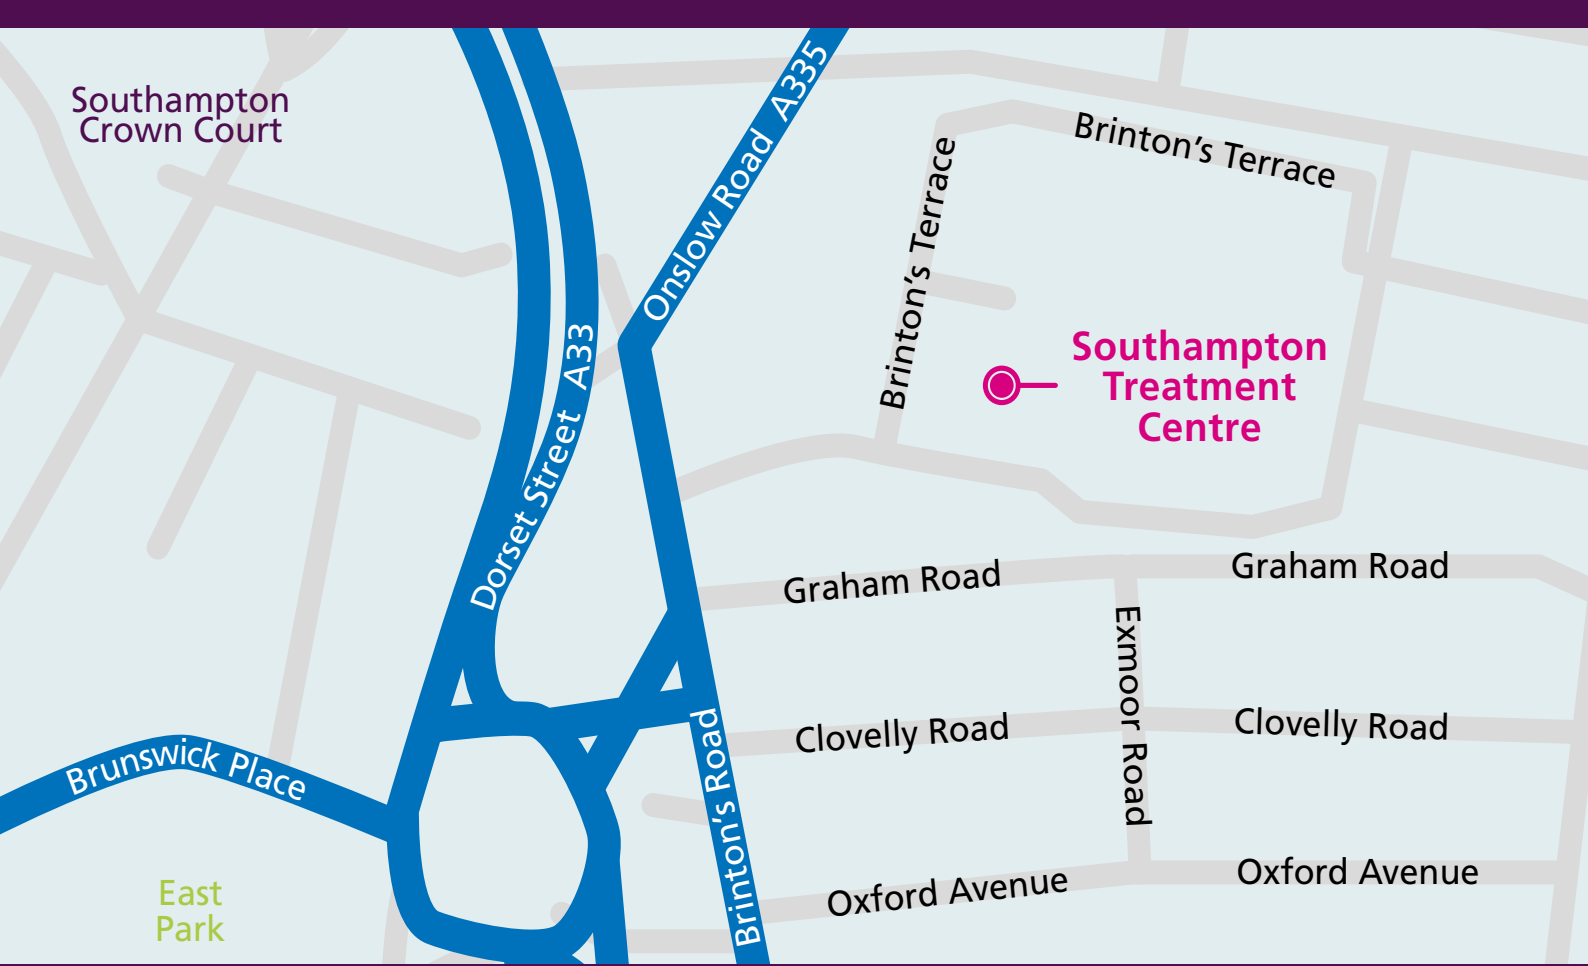 Southampton
Crown Court
Onslow Road A335
Brinton's Terrace
Brinton's Terrace
Dorset Street A33
Southampton
Treatment
Centre
Graham Road
Graham Road
Exmoor Road
Clovelly Road
Clovelly Road
Brunswick Place
Brinton's Road
East
Park
Oxford Avenue
Oxford Avenue